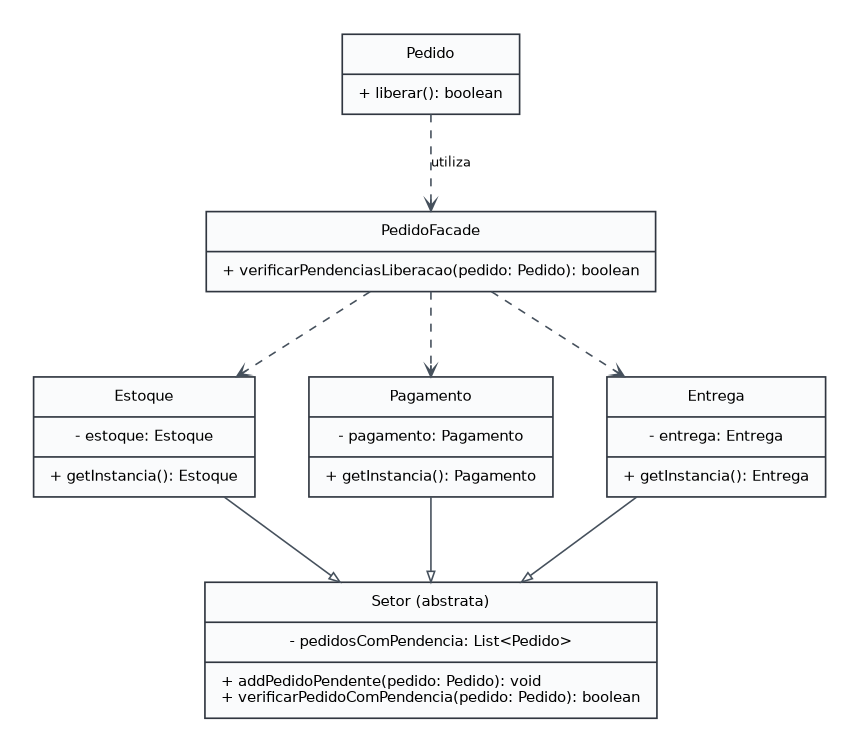 Pedido
+ liberar(): boolean
utiliza
PedidoFacade
+ verificarPendenciasLiberacao(pedido: Pedido): boolean
Estoque
- estoque: Estoque
+ getInstancia(): Estoque
Pagamento
- pagamento: Pagamento
+ getInstancia(): Pagamento
Entrega
- entrega: Entrega
+ getInstancia(): Entrega
Setor (abstrata)
- pedidosComPendencia: List<Pedido>
+ addPedidoPendente(pedido: Pedido): void
+ verificarPedidoComPendencia(pedido: Pedido): boolean